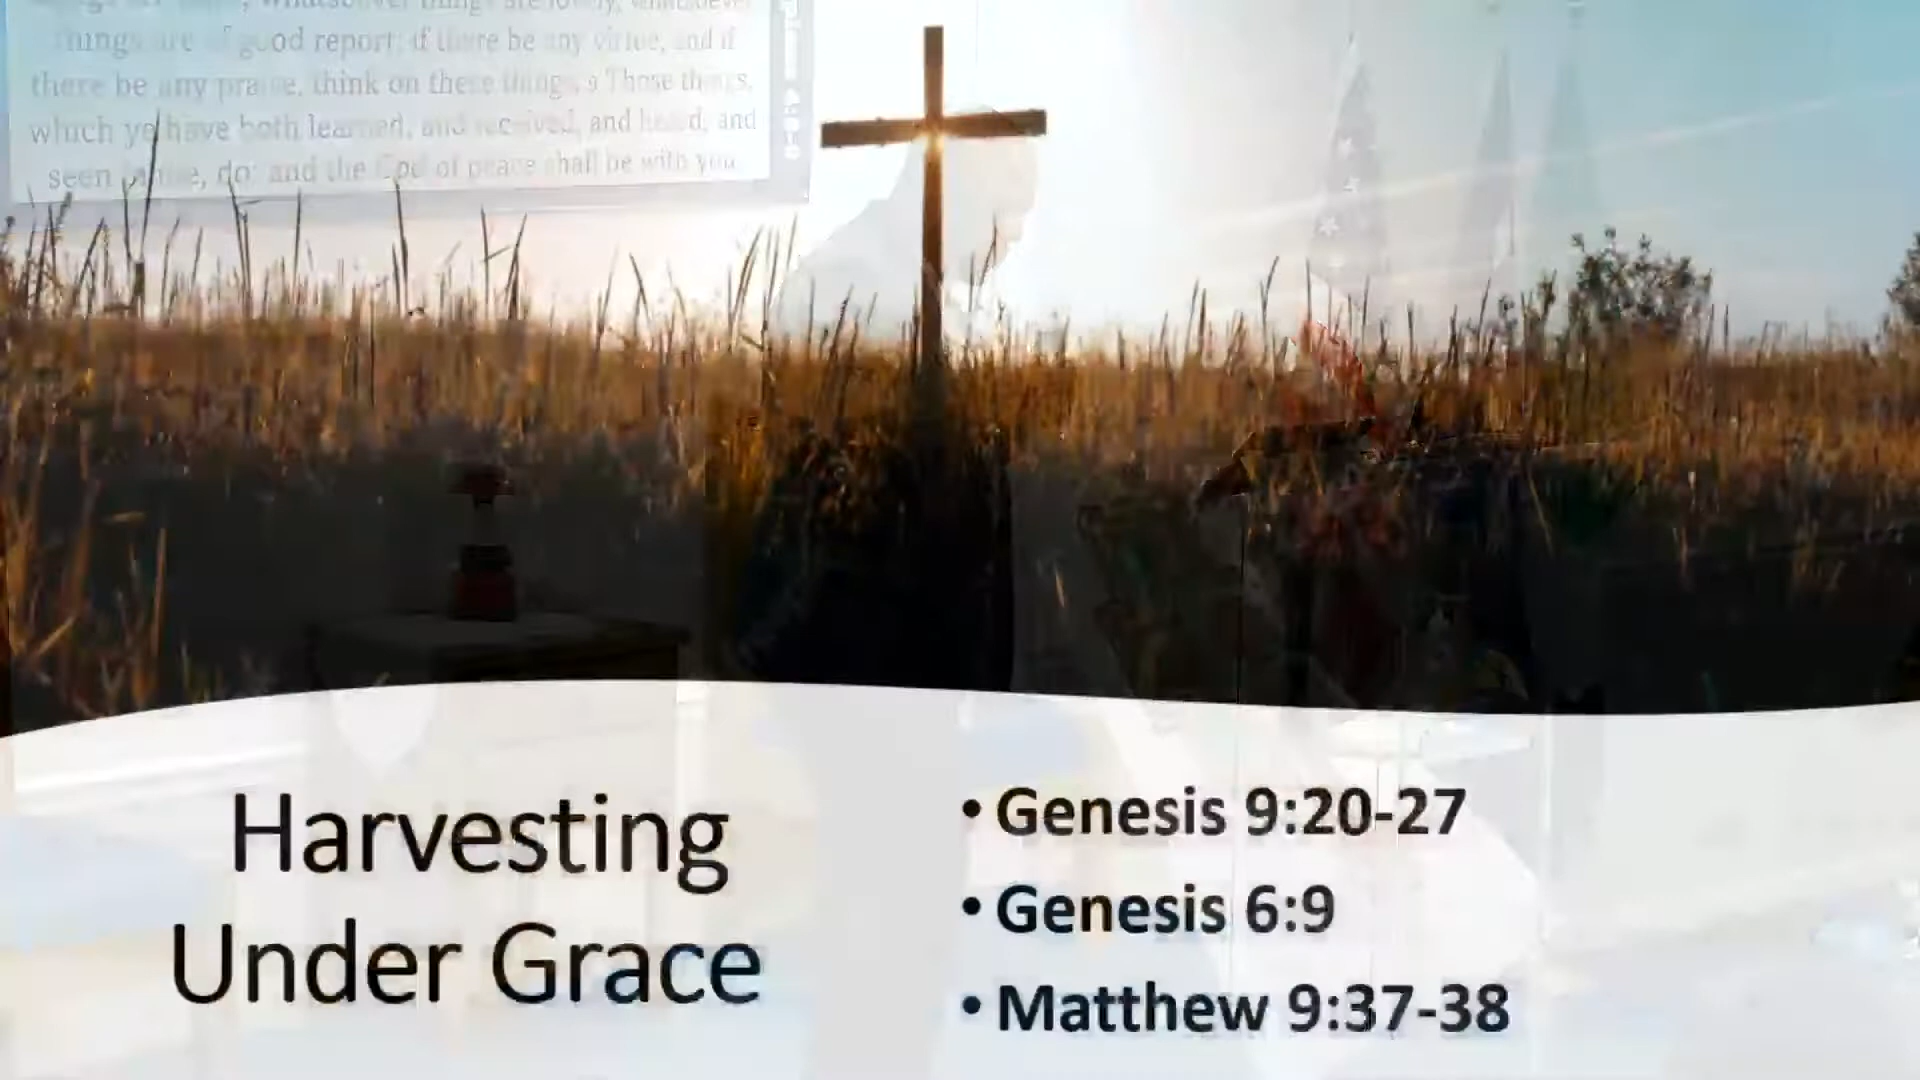 things are of good report; if there be any virtue, and if
there be any praise, think on these things. 9 Those things,
which ye have both learned, and received, and heard, and
seen in me, do: and the God of peace shall be with you.
Harvesting
Under Grace
• Genesis 9:20-27
• Genesis 6:9
• Matthew 9:37-38